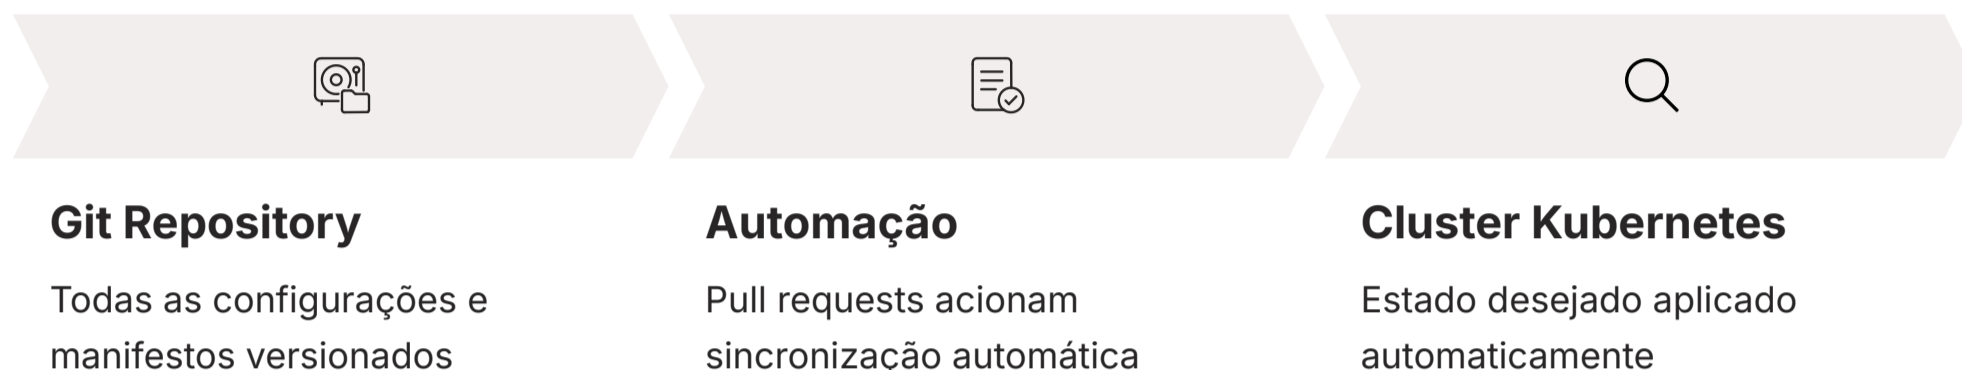 Git Repository
Todas as configurações e
manifestos versionados
Automação
Pull requests acionam
sincronização automática
Cluster Kubernetes
Estado desejado aplicado
automaticamente